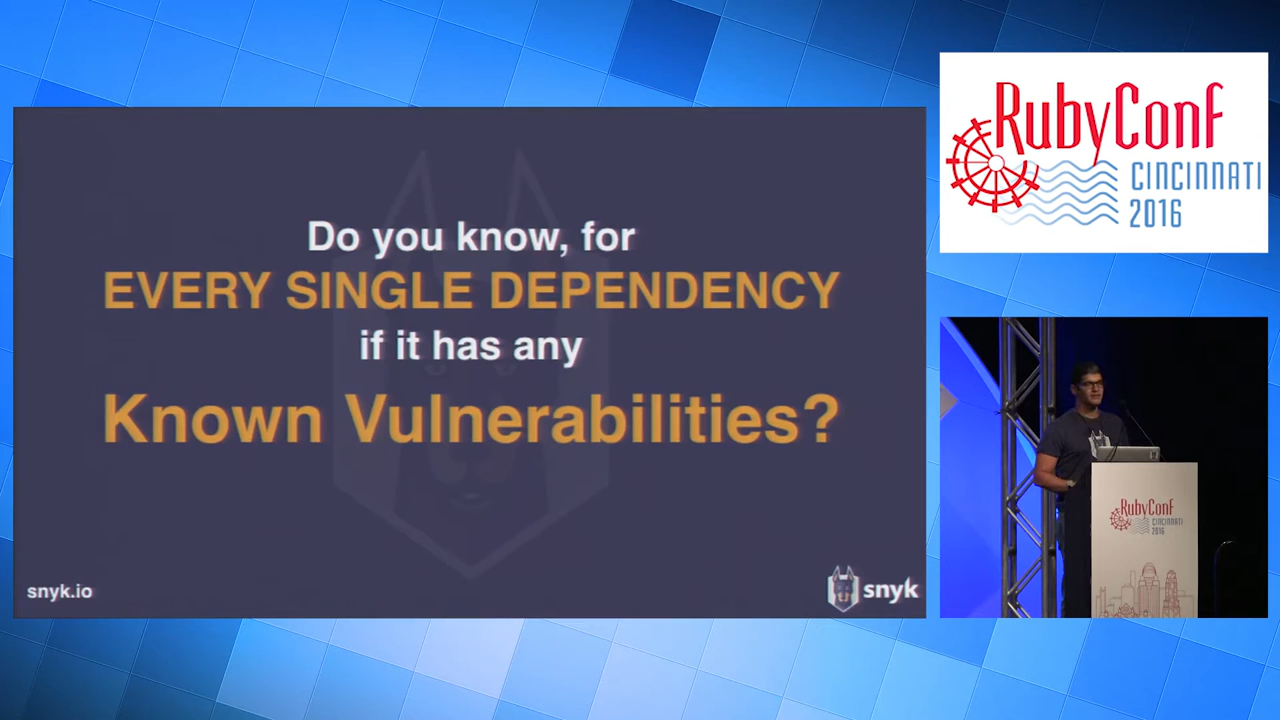 Do you know, for
EVERY SINGLE DEPENDENCY
if it has any
Known Vulnerabilities?
snyk.io
snyk
RubyConf
CINCINNATI
2016
RubyConf
CINCINNATI
2016